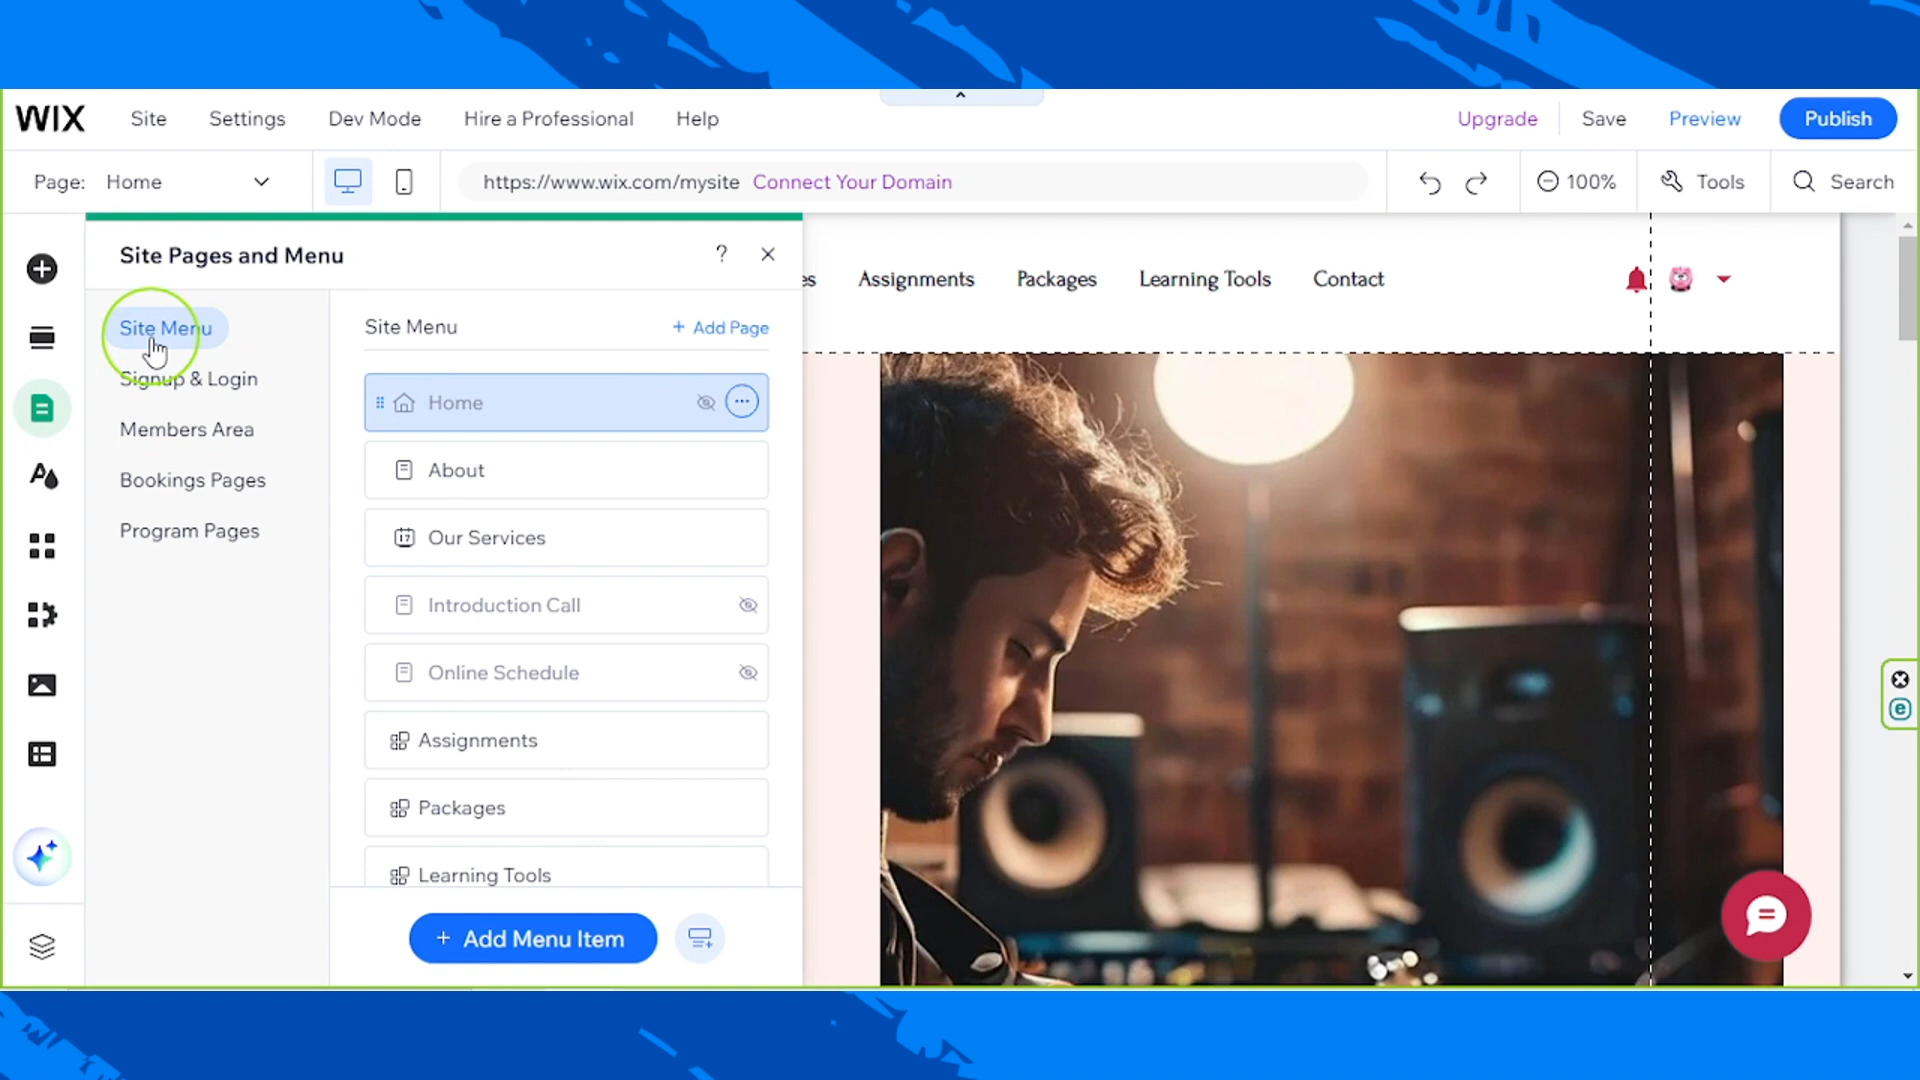 WIX Site Settings Dev Mode Hire a Professional Help Upgrade Save Preview Publish
Page: Home https://www.wix.com/mysite Connect Your Domain 100% Tools Search
Site Pages and Menu ? 
es Assignments Packages Learning Tools Contact
Site Menu
Signup & Login
Members Area
Bookings Pages
Program Pages
Site Menu + Add Page
Home
About
17 Our Services
Introduction Call
Online Schedule
Assignments
Packages
Learning Tools
+ Add Menu Item